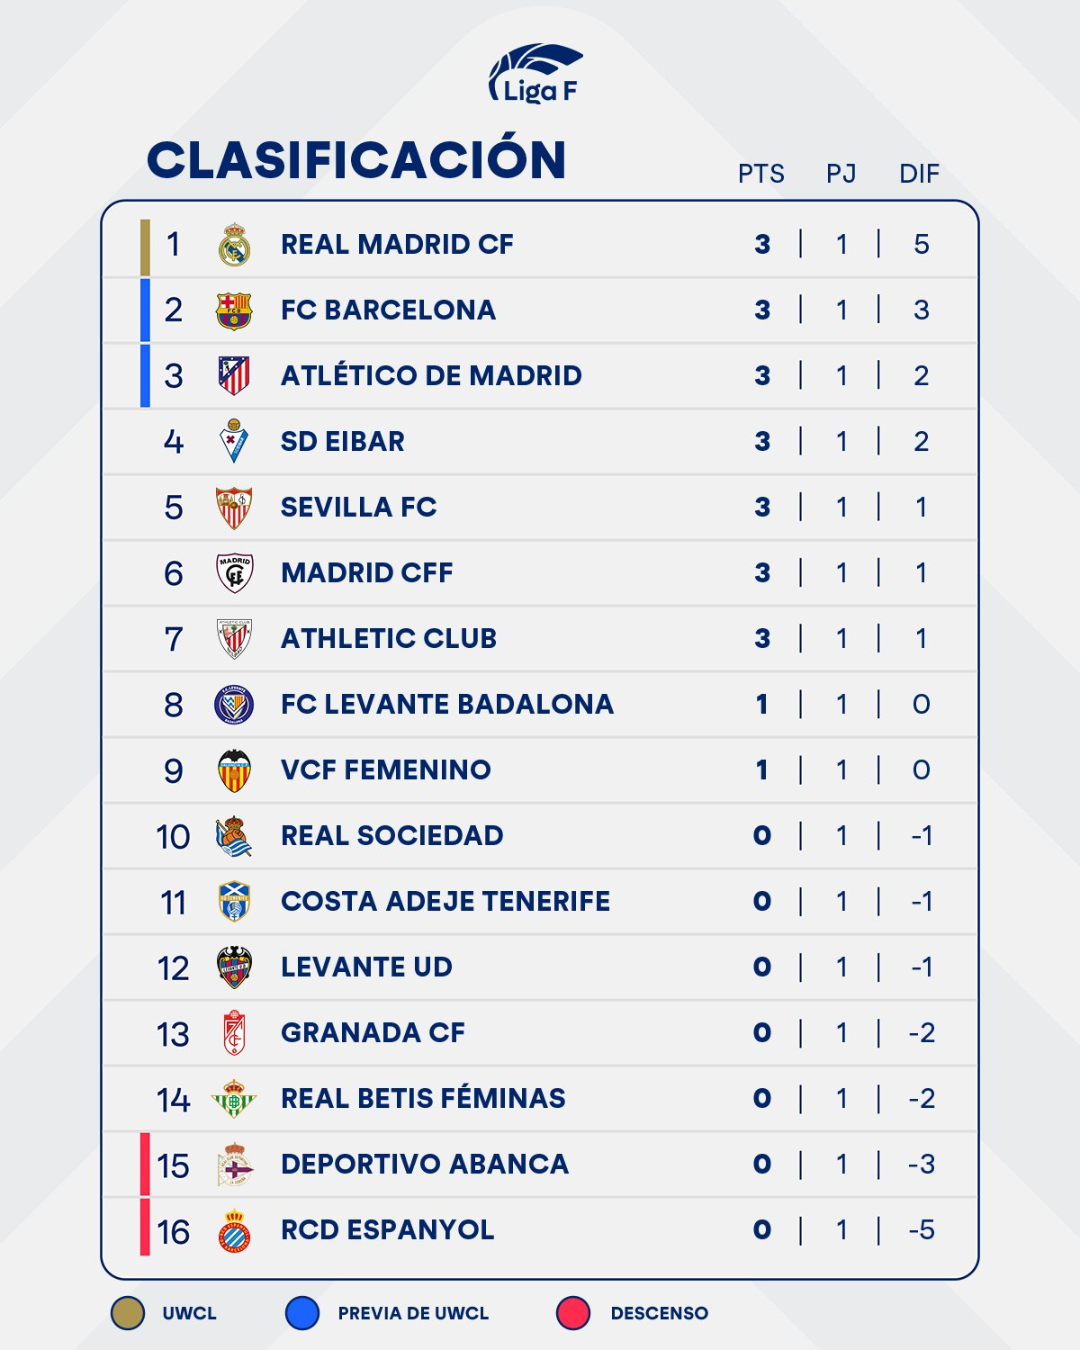 Liga F
CLASIFICACIÓN PTS PJ DIF
1 REAL MADRID CF 3 | 1 | 5
2 FC BARCELONA 3 | 1 | 3
3 ATLÉTICO DE MADRID 3 | 1 | 2
4 SD EIBAR 3 | 1 | 2
5 SEVILLA FC 3 | 1 | 1
6 MADRID CFF 3 | 1 | 1
7 ATHLETIC CLUB 3 | 1 | 1
8 FC LEVANTE BADALONA 1 | 1 | 0
9 VCF FEMENINO 1 | 1 | 0
10 REAL SOCIEDAD 0 | 1 | -1
11 COSTA ADEJE TENERIFE 0 | 1 | -1
12 LEVANTE UD 0 | 1 | -1
13 GRANADA CF 0 | 1 | -2
14 REAL BETIS FÉMINAS 0 | 1 | -2
15 DEPORTIVO ABANCA 0 | 1 | -3
16 RCD ESPANYOL 0 | 1 | -5
UWCL PREVIA DE UWCL DESCENSO